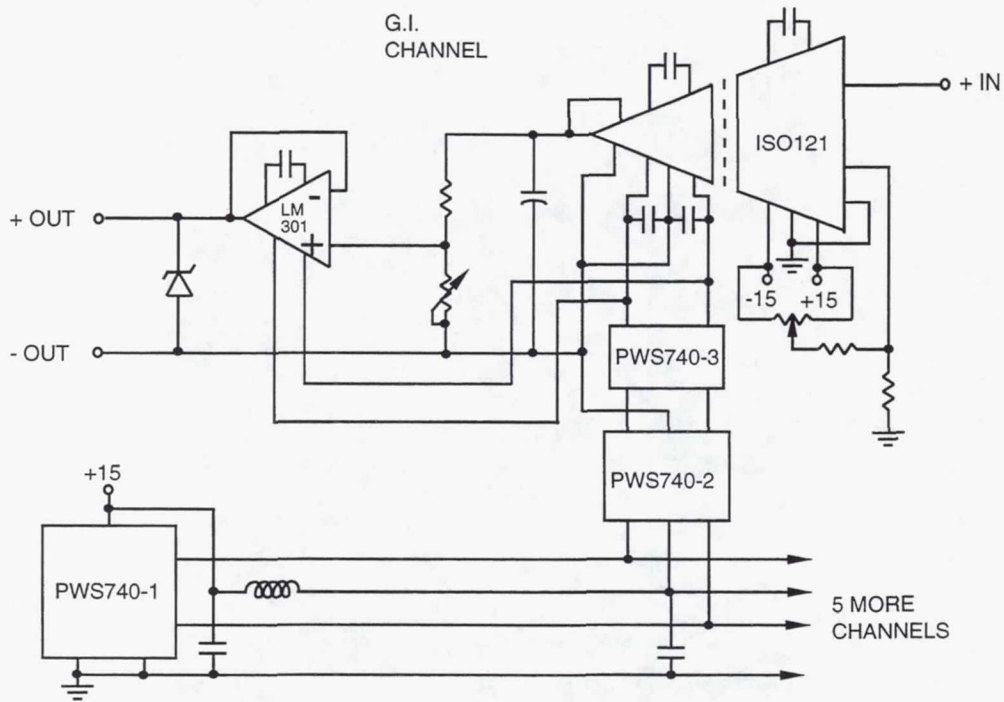 G.I.
CHANNEL
+ IN
ISO121
LM
301
-
+
+ OUT
-15
+15
- OUT
PWS740-3
PWS740-2
+15
PWS740-1
5 MORE
CHANNELS